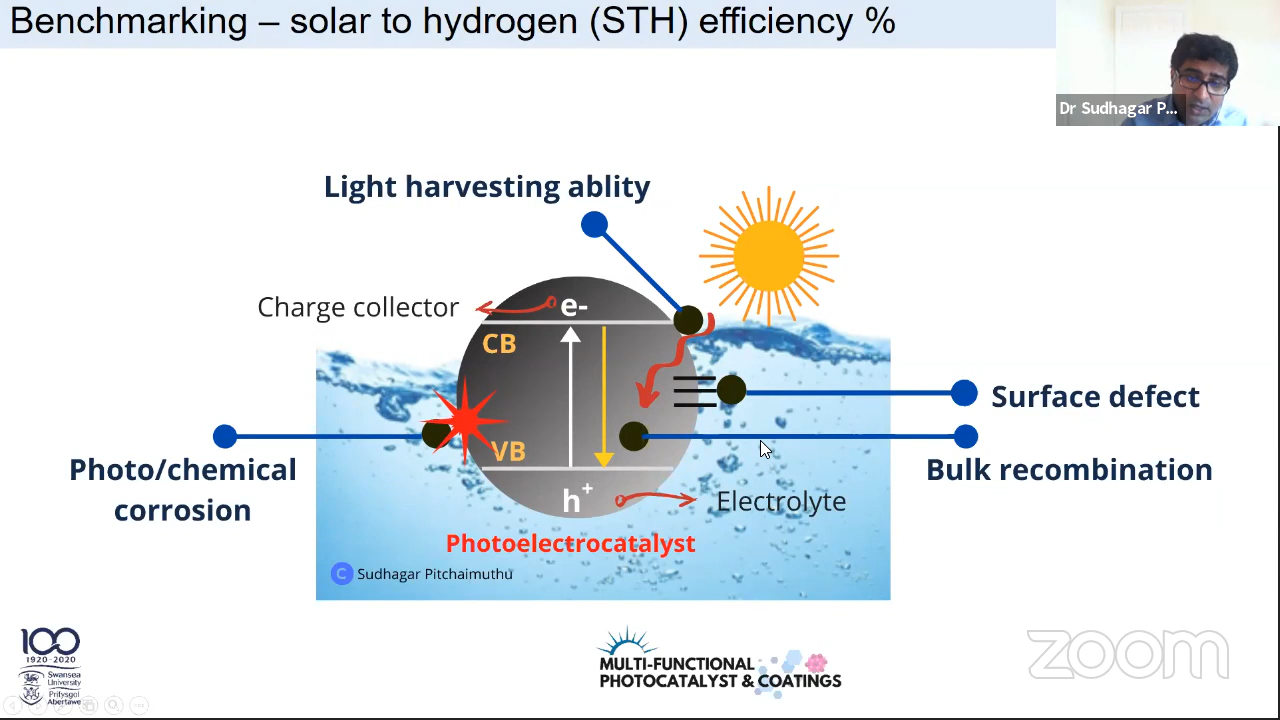 Benchmarking – solar to hydrogen (STH) efficiency %
Dr Sudhagar P...
Light harvesting ablity
Charge collector
e-
CB
Surface defect
VB
Photo/chemical
corrosion
Bulk recombination
h+
Electrolyte
Photoelectrocatalyst
C Sudhagar Pitchaimuthu
100
1920-2020
Swansea
University
Prifysgol
Abertawe
MULTI-FUNCTIONAL
PHOTOCATALYST & COATINGS
zoom